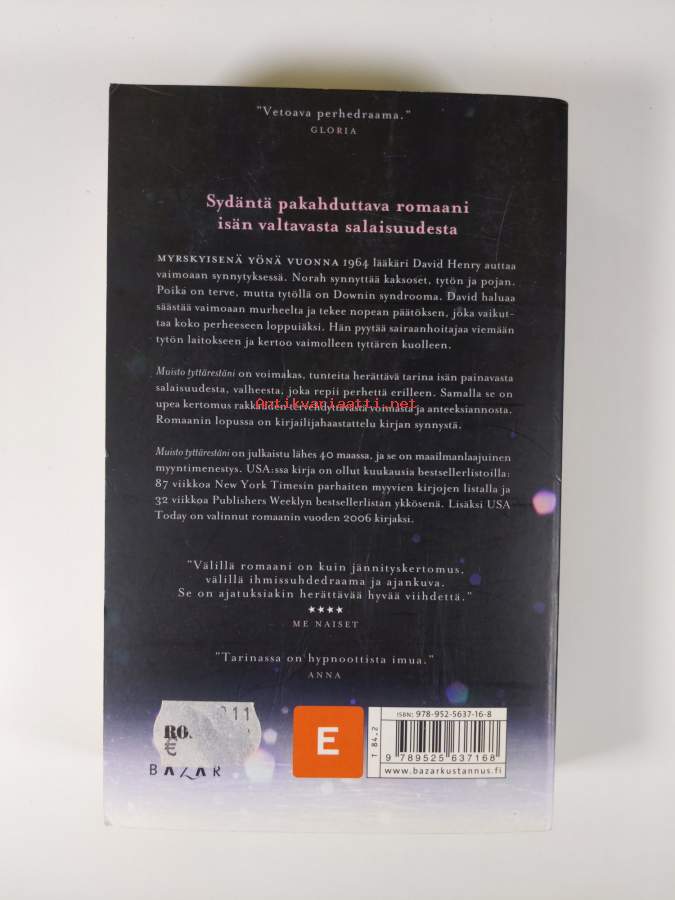 "Vetoava perhedraama."
GLORIA
Sydäntä pakahduttava romaani
isän valtavasta salaisuudesta
MYRSKYISENÄ YÖNÄ VUONNA 1964 lääkäri David Henry auttaa
vaimoaan synnytyksessä. Norah synnyttää kaksoset, tytön ja pojan.
Poika on terve, mutta tytöllä on Downin syndrooma. David haluaa
säästää vaimoaan murheelta ja tekee nopean päätöksen, joka vaikut-
taa koko perheeseen loppuiäksi. Hän pyytää sairaanhoitajaa viemään
tytön laitokseen ja kertoo vaimolleen tyttären kuolleen.
Muisto tyttärestäni on voimakas, tunteita herättävä tarina isän painavasta
salaisuudesta, valheesta, joka repii perhettä erilleen. Samalla se on
Antikvariaatti.net
upea kertomus rakkauden tervehdyttävästä voimasta ja anteeksiannosta.
Romaanin lopussa on kirjailijahaastattelu kirjan synnystä.
Muisto tyttärestäni on julkaistu lähes 40 maassa, ja se on maailmanlaajuinen
myyntimenestys. USA:ssa kirja on ollut kuukausia bestsellerlistoilla:
87 viikkoa New York Timesin parhaiten myyvien kirjojen listalla ja
32 viikkoa Publishers Weeklyn bestsellerlistan ykkösenä. Lisäksi USA
Today on valinnut romaanin vuoden 2006 kirjaksi.
"Välillä romaani on kuin jännityskertomus,
välillä ihmissuhdedraama ja ajankuva.
Se on ajatuksiakin herättävää hyvää viihdettä."
★★★★
ME NAISET
"Tarinassa on hypnoottista imua."
ANNA
11
RO.
€
BAZAR
E
T 84.2
ISBN: 978-952-5637-16-8
9 789525 637168
www.bazarkustannus.fi